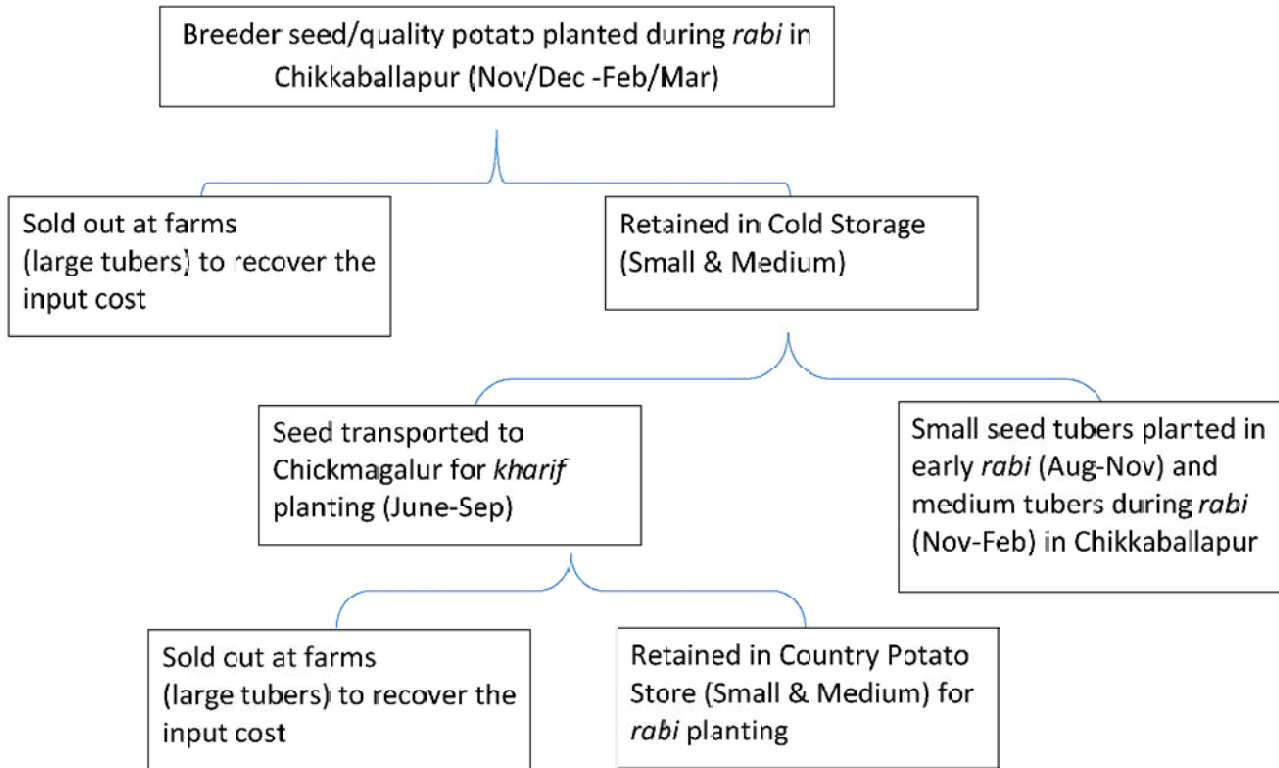 Breeder seed/quality potato planted during rabi in
Chikkaballapur (Nov/Dec -Feb/Mar)
Sold out at farms
(large tubers) to recover the
input cost
Retained in Cold Storage
(Small & Medium)
Seed transported to
Chickmagalur for kharif
planting (June-Sep)
Small seed tubers planted in
early rabi (Aug-Nov) and
medium tubers during rabi
(Nov-Feb) in Chikkaballapur
Sold cut at farms
(large tubers) to recover the
input cost
Retained in Country Potato
Store (Small & Medium) for
rabi planting